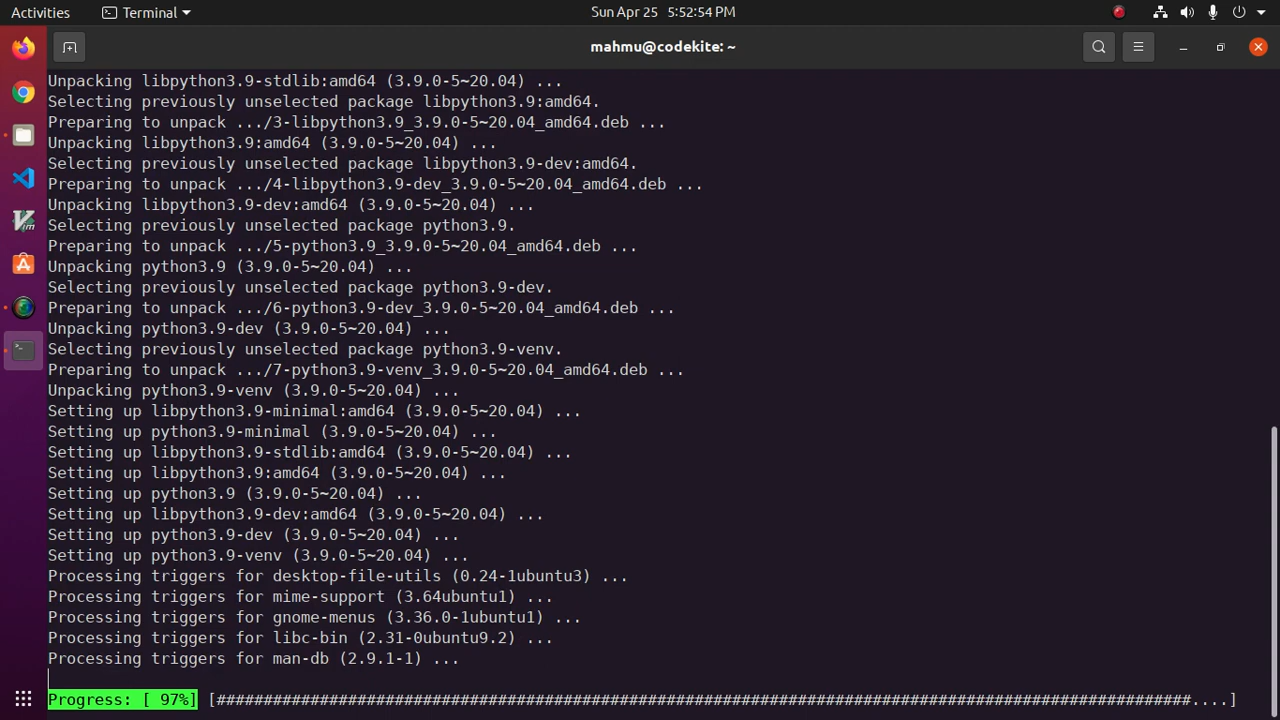 Activities
Terminal
Sun Apr 25 5:52:54 PM
mahmu@codekite: ~
Unpacking libpython3.9-stdlib:amd64 (3.9.0-5~20.04) ...
Selecting previously unselected package libpython3.9:amd64.
Preparing to unpack .../3-libpython3.9_3.9.0-5~20.04_amd64.deb ...
Unpacking libpython3.9:amd64 (3.9.0-5~20.04) ...
Selecting previously unselected package libpython3.9-dev:amd64.
Preparing to unpack .../4-libpython3.9-dev_3.9.0-5~20.04_amd64.deb ...
Unpacking libpython3.9-dev:amd64 (3.9.0-5~20.04) ...
Selecting previously unselected package python3.9.
Preparing to unpack .../5-python3.9_3.9.0-5~20.04_amd64.deb ...
Unpacking python3.9 (3.9.0-5~20.04) ...
Selecting previously unselected package python3.9-dev.
Preparing to unpack .../6-python3.9-dev_3.9.0-5~20.04_amd64.deb ...
Unpacking python3.9-dev (3.9.0-5~20.04) ...
Selecting previously unselected package python3.9-venv.
Preparing to unpack .../7-python3.9-venv_3.9.0-5~20.04_amd64.deb ...
Unpacking python3.9-venv (3.9.0-5~20.04) ...
Setting up libpython3.9-minimal:amd64 (3.9.0-5~20.04) ...
Setting up python3.9-minimal (3.9.0-5~20.04) ...
Setting up libpython3.9-stdlib:amd64 (3.9.0-5~20.04) ...
Setting up libpython3.9:amd64 (3.9.0-5~20.04) ...
Setting up python3.9 (3.9.0-5~20.04) ...
Setting up libpython3.9-dev:amd64 (3.9.0-5~20.04) ...
Setting up python3.9-dev (3.9.0-5~20.04) ...
Setting up python3.9-venv (3.9.0-5~20.04) ...
Processing triggers for desktop-file-utils (0.24-1ubuntu3) ...
Processing triggers for mime-support (3.64ubuntu1) ...
Processing triggers for gnome-menus (3.36.0-1ubuntu1) ...
Processing triggers for libc-bin (2.31-0ubuntu9.2) ...
Processing triggers for man-db (2.9.1-1) ...
Progress: [ 97%] [########################################################################################################....]